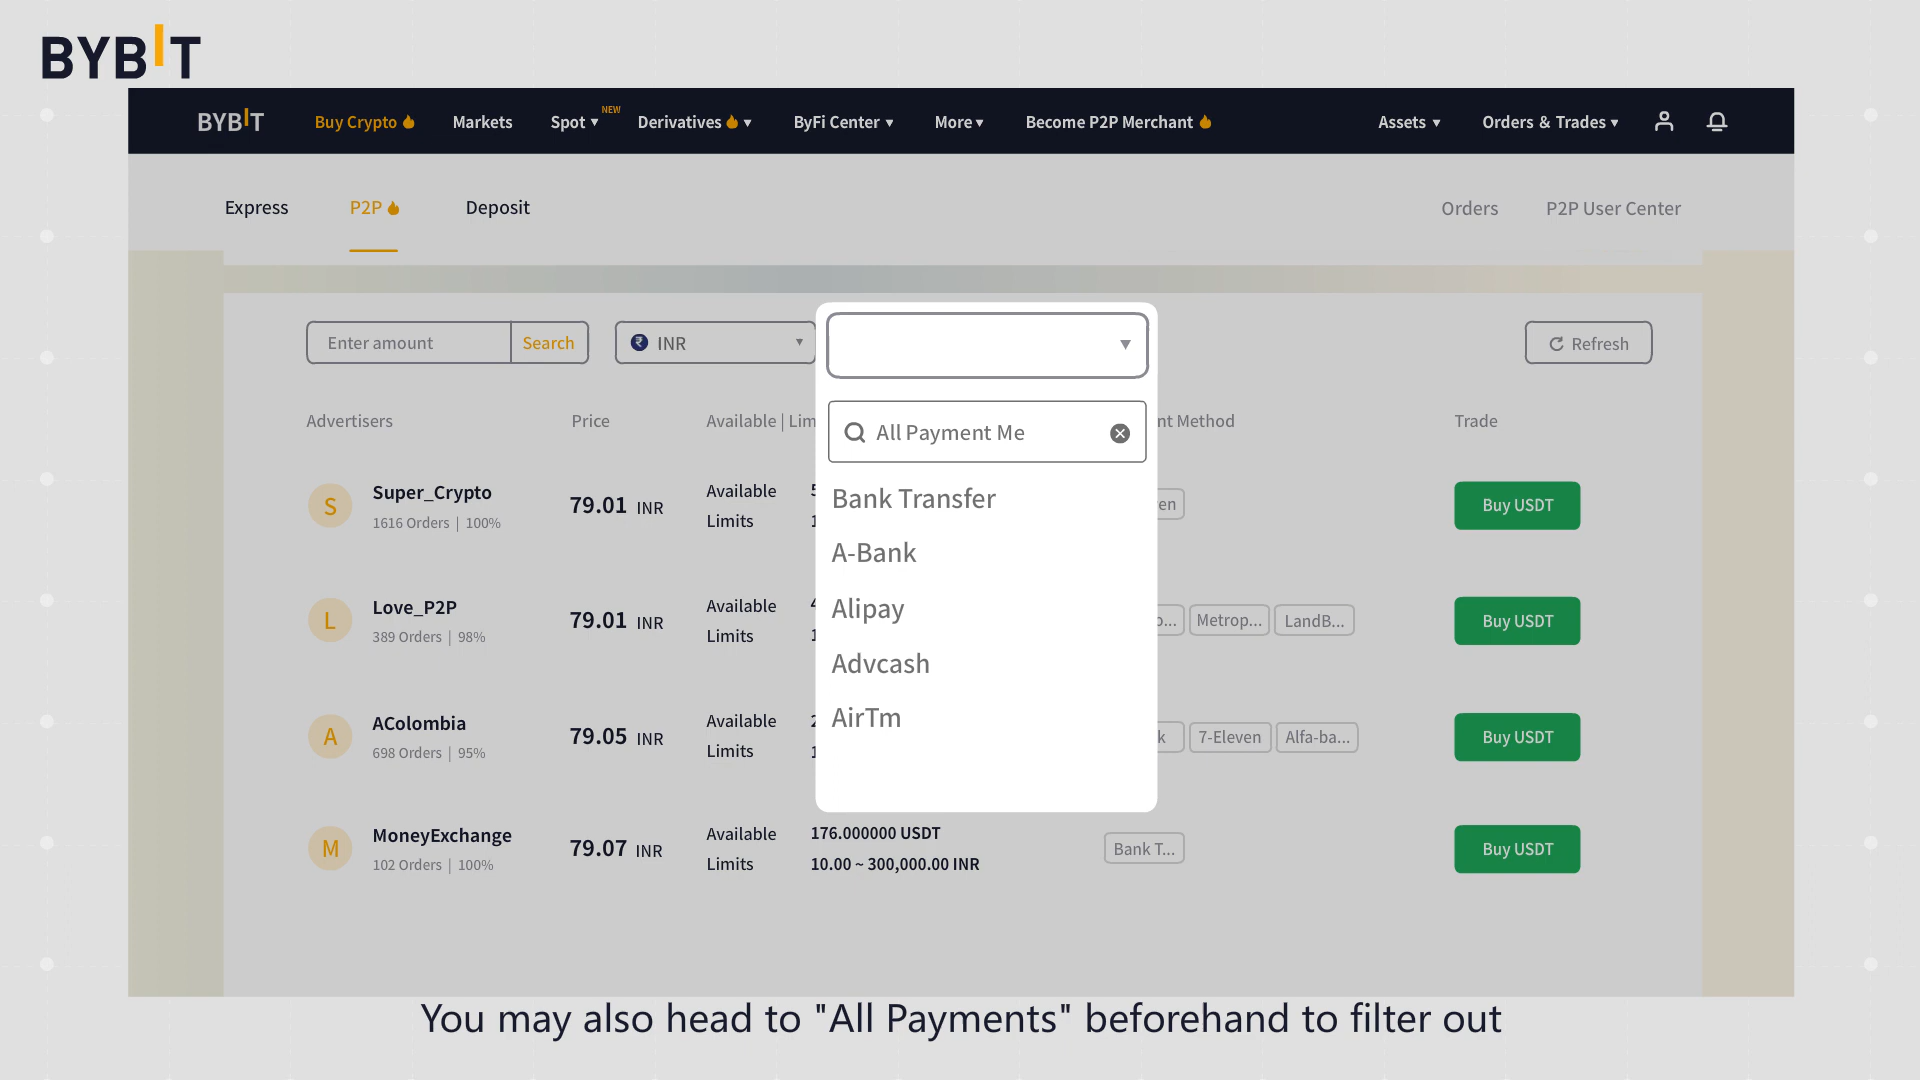 BYBIT
BYBIT Buy Crypto Markets Spot NEW Derivatives ByFi Center More Become P2P Merchant Assets Orders & Trades
Express P2P Deposit Orders P2P User Center
Enter amount Search INR Refresh
All Payment Me
Bank Transfer
A-Bank
Alipay
Advcash
AirTm
Advertisers Price Available | Lim nt Method Trade
Super_Crypto 79.01 INR Available Buy USDT
1616 Orders | 100% Limits
Love_P2P 79.01 INR Available Metrop... LandB... Buy USDT
389 Orders | 98% Limits
AColombia 79.05 INR Available 7-Eleven Alfa-ba... Buy USDT
698 Orders | 95% Limits
MoneyExchange 79.07 INR Available 176.000000 USDT Bank T... Buy USDT
102 Orders | 100% Limits 10.00 ~ 300,000.00 INR
S
L
A
M
You may also head to "All Payments" beforehand to filter out